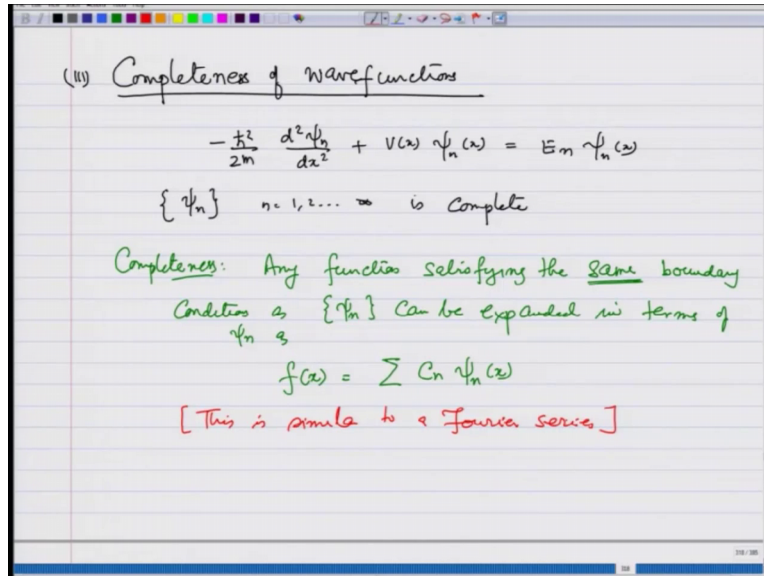 (III) Completeness of wavefunctions
-ħ²/2m d²ψₙ/dx² + V(x) ψₙ(x) = Eₙ ψₙ(x)
{ψₙ} n = 1, 2 ... ∞ is complete
Completeness: Any function satisfying the same boundary
Condition as {ψₙ} can be expanded in terms of
ψₙ as
f(x) = Σ Cₙ ψₙ(x)
[This is similar to a Fourier series]